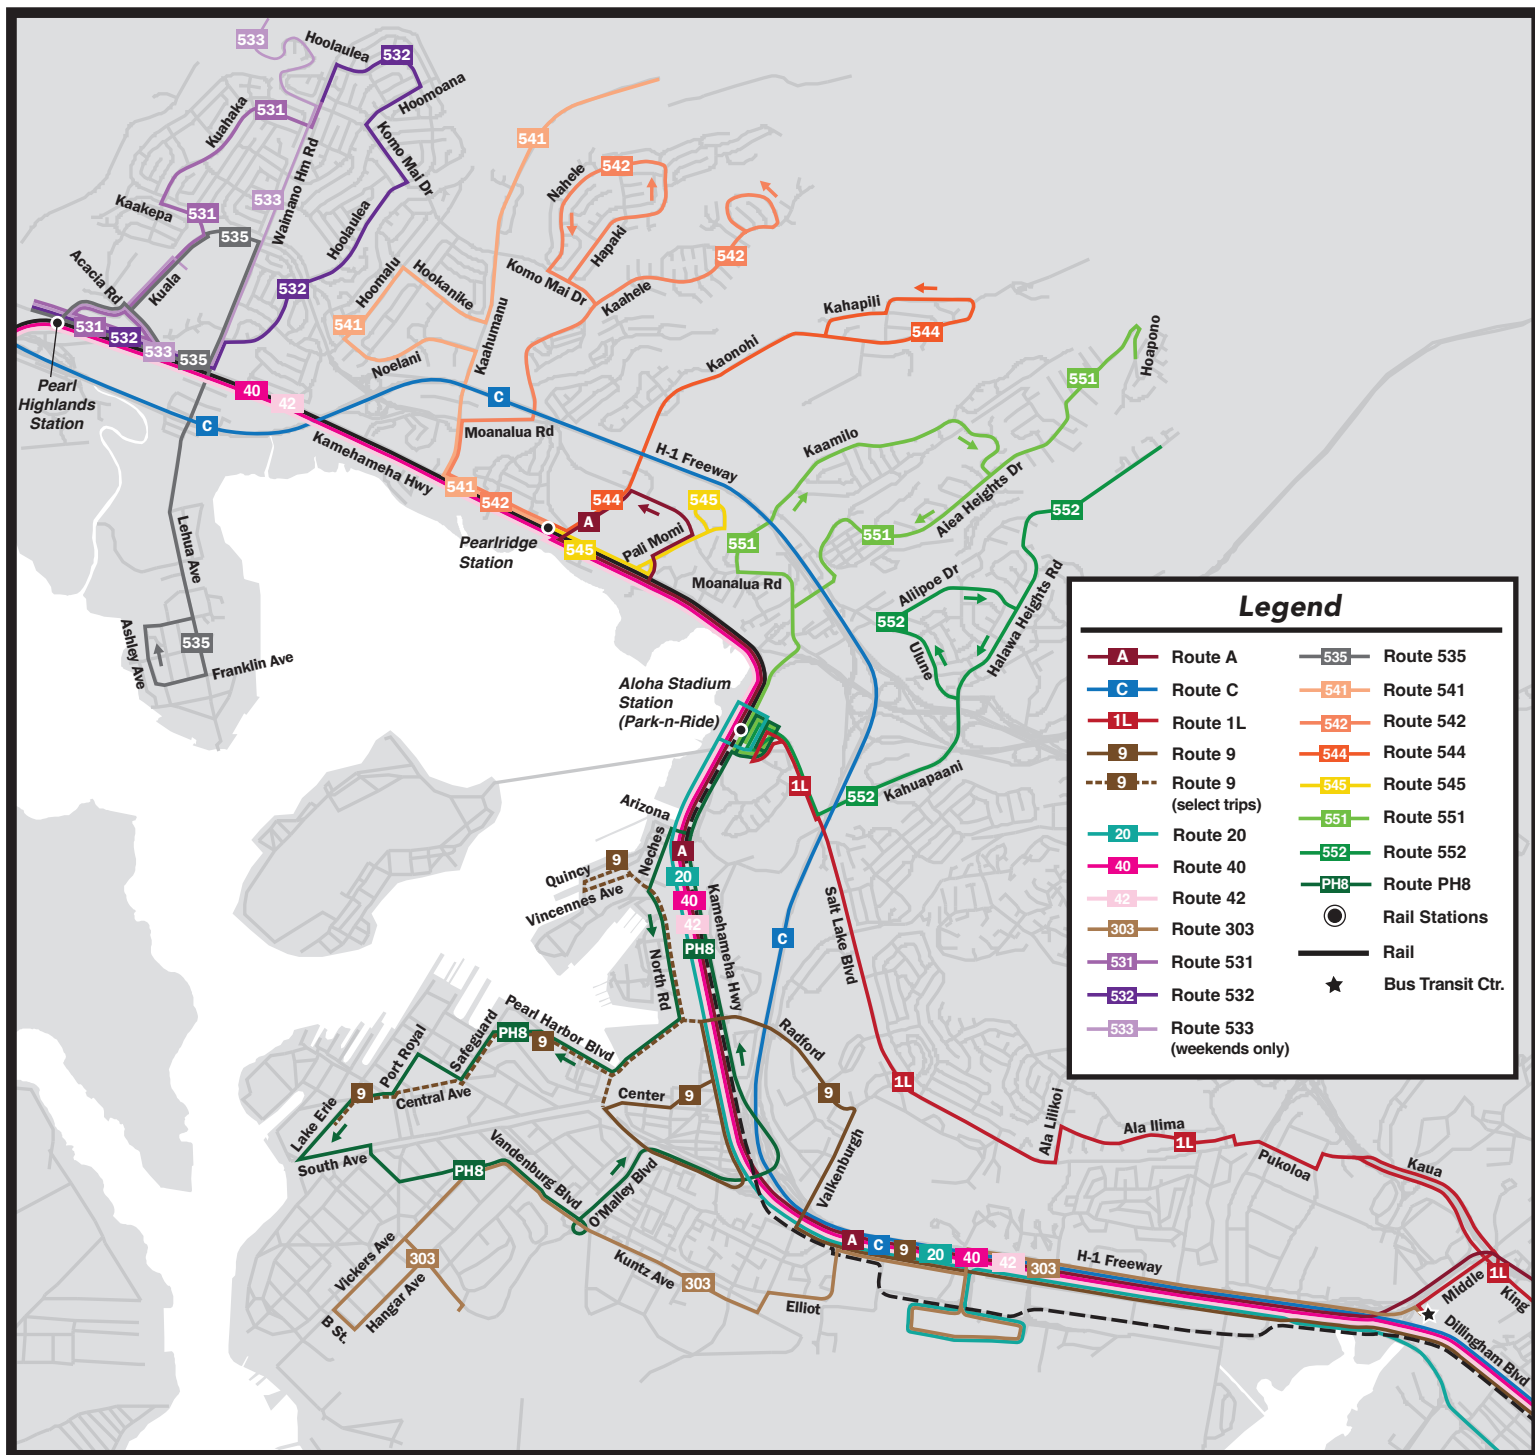 533
Hoolaulea
532
Hoomoana
Kuahaka
531
Komo Mai Dr
Waimano Hm Rd
533
Kaakepa
531
535
Hoolaulea
Acacia Rd
Kuala
532
531
532
533
535
Pearl
Highlands
Station
40
42
C
541
Nahele
542
Hapaki
Komo Mai Dr
Kaahele
542
Hoomalu
Hookanike
541
Noelani
Kaahumanu
Kahapili
544
Kaonohi
C
Moanalua Rd
H-1 Freeway
Kamehameha Hwy
541
542
544
A
545
545
Pali Momi
Pearlridge
Station
Hoapono
551
Kaamilo
Alea Heights Dr
551
551
552
Moanalua Rd
Aliipoe Dr
552
Ulune
Halawa Heights Rd
Lehua Ave
535
Ashley Ave
Franklin Ave
Aloha Stadium
Station
(Park-n-Ride)
1L
552
Kahuapaani
Arizona
Neches
A
20
40
42
PH8
Kamehameha Hwy
Quincy
9
Vincennes Ave
North Rd
C
Salt Lake Blvd
Pearl Harbor Blvd
PH8
9
Safeguard
Port Royal
9
Central Ave
Lake Erie
South Ave
Center
9
Radford
9
Valkenburgh
1L
Ala Lilikoi
Ala Ilima
1L
Pukoloa
Kaua
PH8
Vandenburg Blvd
O'Malley Blvd
Vickers Ave
303
Hangar Ave
B St.
Kuntz Ave
303
Elliot
A
C
9
20
40
42
303
H-1 Freeway
1L
Middle
King
Dillingham Blvd
Legend
A Route A
C Route C
1L Route 1L
9 Route 9
9 Route 9
(select trips)
20 Route 20
40 Route 40
42 Route 42
303 Route 303
531 Route 531
532 Route 532
533 Route 533
(weekends only)
535 Route 535
541 Route 541
542 Route 542
544 Route 544
545 Route 545
551 Route 551
552 Route 552
PH8 Route PH8
Rail Stations
Rail
Bus Transit Ctr.